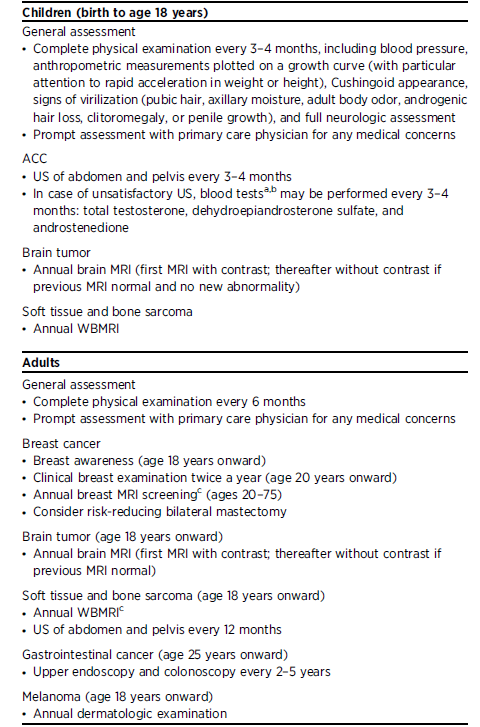 Children (birth to age 18 years)
General assessment
• Complete physical examination every 3–4 months, including blood pressure,
anthropometric measurements plotted on a growth curve (with particular
attention to rapid acceleration in weight or height), Cushingoid appearance,
signs of virilization (pubic hair, axillary moisture, adult body odor, androgenic
hair loss, clitoromegaly, or penile growth), and full neurologic assessment
• Prompt assessment with primary care physician for any medical concerns
ACC
• US of abdomen and pelvis every 3–4 months
• In case of unsatisfactory US, blood testsa,b may be performed every 3–4
months: total testosterone, dehydroepiandrosterone sulfate, and
androstenedione
Brain tumor
• Annual brain MRI (first MRI with contrast; thereafter without contrast if
previous MRI normal and no new abnormality)
Soft tissue and bone sarcoma
• Annual WBMRI
Adults
General assessment
• Complete physical examination every 6 months
• Prompt assessment with primary care physician for any medical concerns
Breast cancer
• Breast awareness (age 18 years onward)
• Clinical breast examination twice a year (age 20 years onward)
• Annual breast MRI screeningc (ages 20–75)
• Consider risk-reducing bilateral mastectomy
Brain tumor (age 18 years onward)
• Annual brain MRI (first MRI with contrast; thereafter without contrast if
previous MRI normal)
Soft tissue and bone sarcoma (age 18 years onward)
• Annual WBMRIc
• US of abdomen and pelvis every 12 months
Gastrointestinal cancer (age 25 years onward)
• Upper endoscopy and colonoscopy every 2–5 years
Melanoma (age 18 years onward)
• Annual dermatologic examination